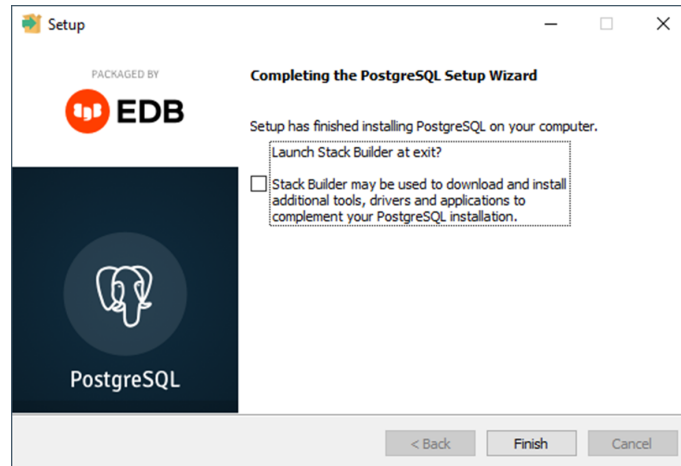 Setup
PACKAGED BY
EDB
PostgreSQL
Completing the PostgreSQL Setup Wizard
Setup has finished installing PostgreSQL on your computer.
Launch Stack Builder at exit?
Stack Builder may be used to download and install
additional tools, drivers and applications to
complement your PostgreSQL installation.
< Back
Finish
Cancel